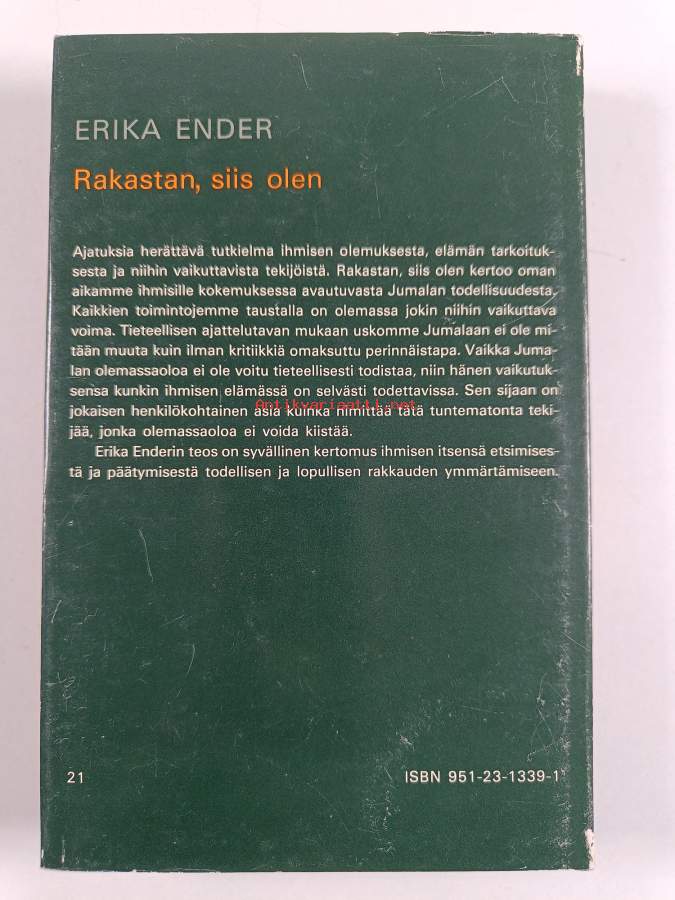 ERIKA ENDER
Rakastan, siis olen
Ajatuksia herättävä tutkielma ihmisen olemuksesta, elämän tarkoituk-
sesta ja niihin vaikuttavista tekijöistä. Rakastan, siis olen kertoo oman
aikamme ihmisille kokemuksessa avautuvasta Jumalan todellisuudesta.
Kaikkien toimintojemme taustalla on olemassa jokin niihin vaikuttava
voima. Tieteellisen ajattelutavan mukaan uskomme Jumalaan ei ole mi-
tään muuta kuin ilman kritiikkiä omaksuttu perinnäistapa. Vaikka Juma-
lan olemassaoloa ei ole voitu tieteellisesti todistaa, niin hänen vaikutuk-
sensa kunkin ihmisen elämässä on selvästi todettavissa. Sen sijaan on
jokaisen henkilökohtainen asia kuinka nimittää tätä tuntematonta teki-
Antikvariaatti.net
jää, jonka olemassaoloa ei voida kiistää.
Erika Enderin teos on syvällinen kertomus ihmisen itsensä etsimises-
tä ja päätymisestä todellisen ja lopullisen rakkauden ymmärtämiseen.
21
ISBN 951-23-1339-1